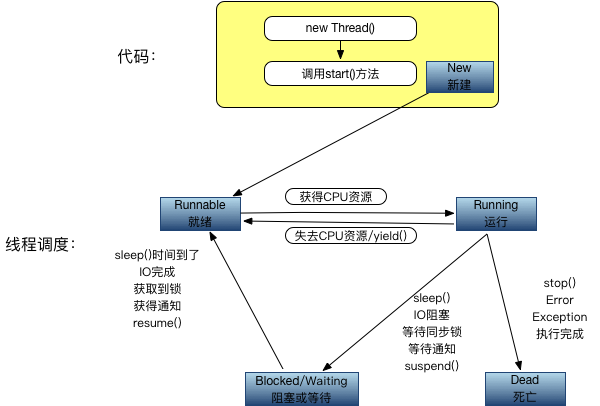 new Thread()
代码：
调用start()方法
New
新建
Runnable
就绪
获得CPU资源
Running
运行
失去CPU资源/yield()
线程调度：
sleep()时间到了
IO完成
获取到锁
获得通知
resume()
sleep()
IO阻塞
等待同步锁
等待通知
suspend()
stop()
Error
Exception
执行完成
Blocked/Waiting
阻塞或等待
Dead
死亡